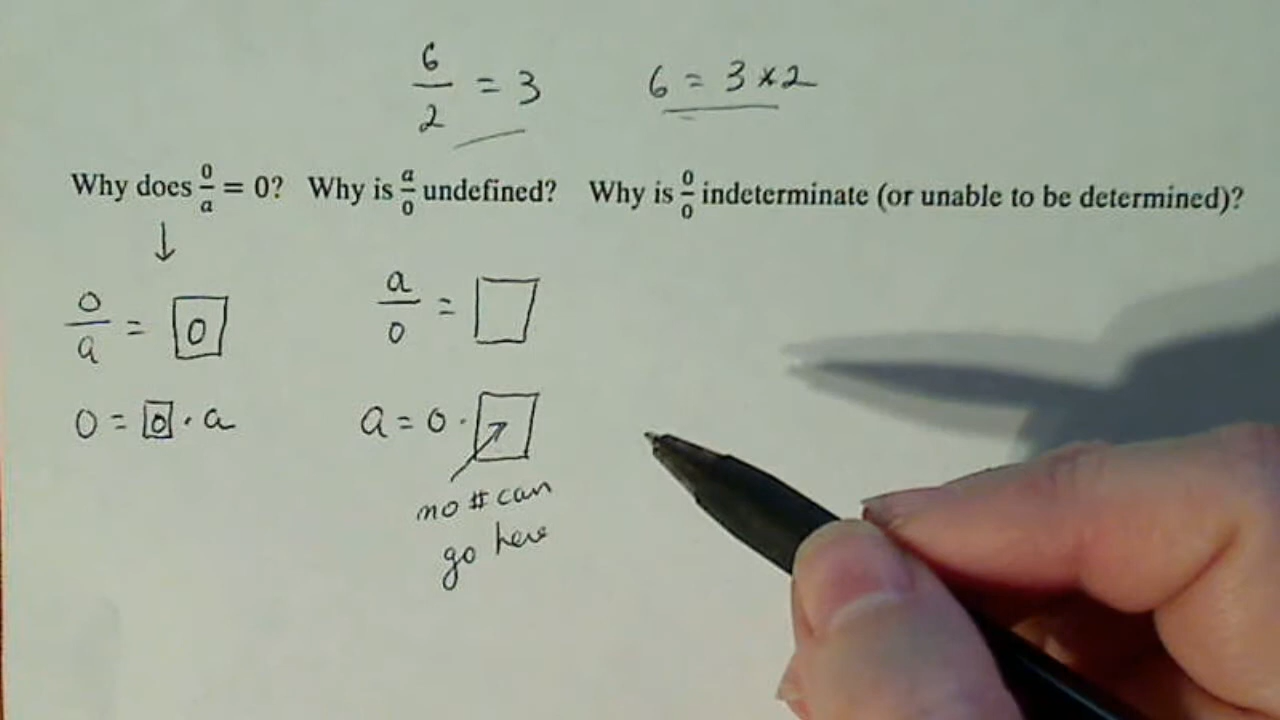 6/2 = 3 6 = 3 × 2
Why does 0/a = 0? Why is a/0 undefined? Why is 0/0 indeterminate (or unable to be determined)?
0/a = 0 a/0 =
0 = 0 · a a = 0 ·
no # can
go here